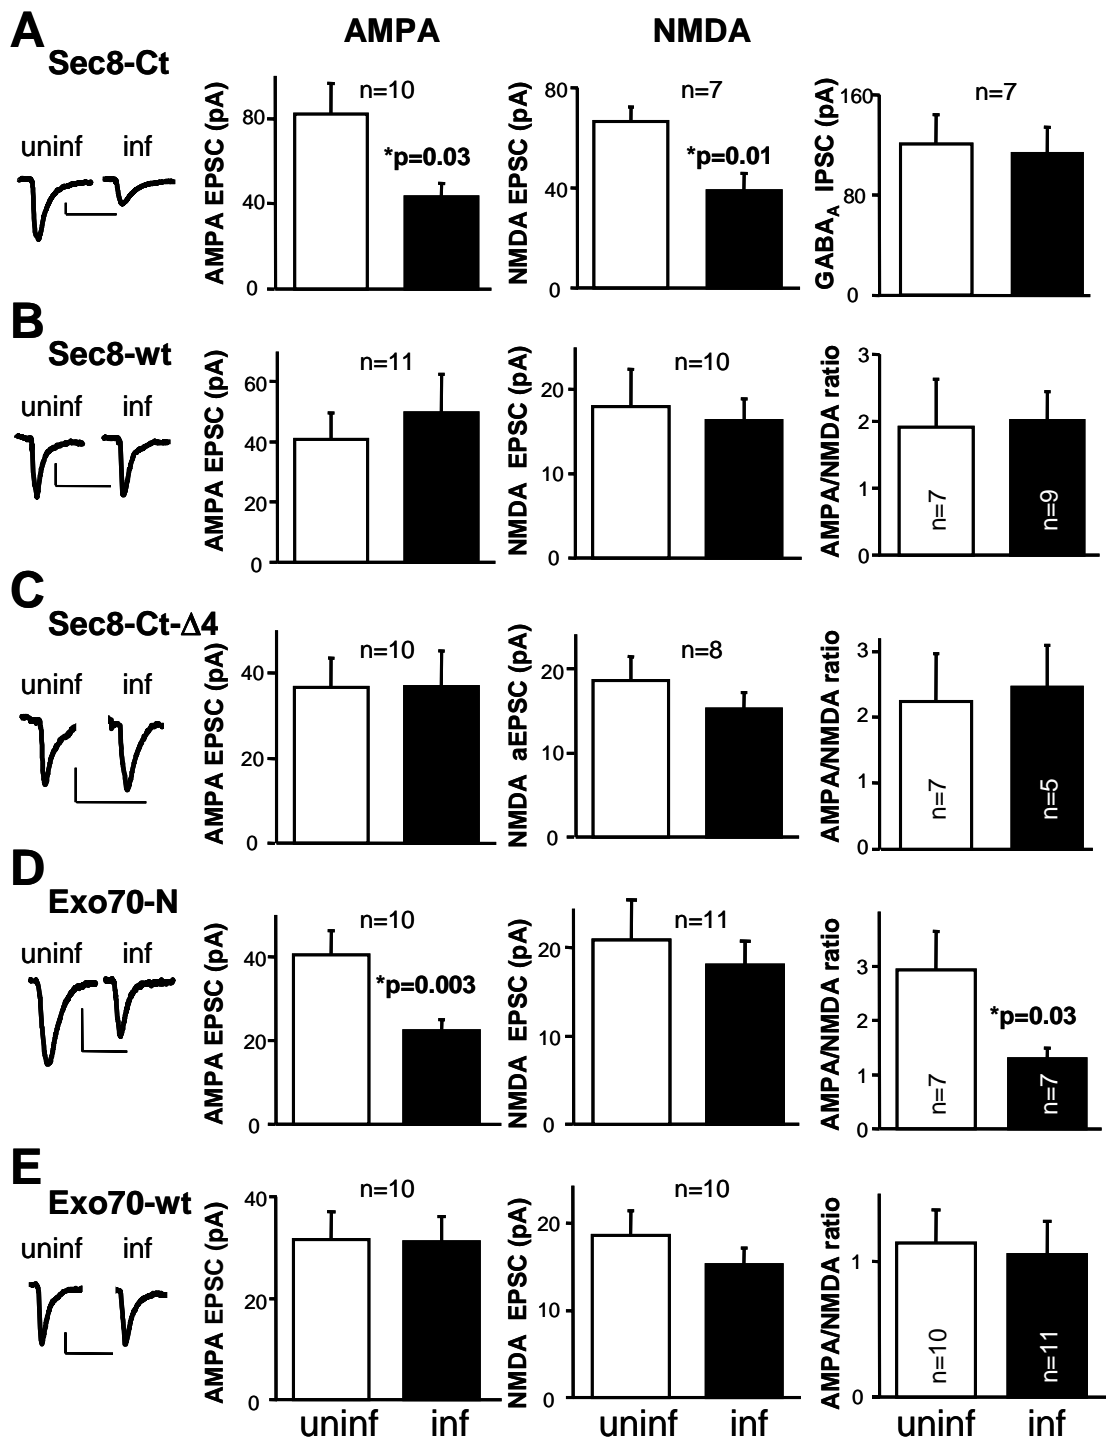 A
AMPA
NMDA
Sec8-Ct
uninf inf
AMPA EPSC (pA)
80
40
0
n=10
*p=0.03
NMDA EPSC (pA)
80
40
0
n=7
*p=0.01
GABAA IPSC (pA)
160
80
0
n=7
B
Sec8-wt
uninf inf
AMPA EPSC (pA)
60
40
20
0
n=11
NMDA EPSC (pA)
20
10
0
n=10
AMPA/NMDA ratio
3
2
1
0
n=7
n=9
C
Sec8-Ct-Δ4
uninf inf
AMPA EPSC (pA)
40
20
0
n=10
NMDA aEPSC (pA)
20
10
0
n=8
AMPA/NMDA ratio
3
2
1
0
n=7
n=5
D
Exo70-N
uninf inf
AMPA EPSC (pA)
40
20
0
n=10
*p=0.003
NMDA EPSC (pA)
20
10
0
n=11
AMPA/NMDA ratio
3
2
1
0
*p=0.03
n=7
n=7
E
Exo70-wt
uninf inf
AMPA EPSC (pA)
40
20
0
n=10
NMDA EPSC (pA)
20
10
0
n=10
AMPA/NMDA ratio
1
0
n=10
n=11
uninf inf
uninf inf
uninf inf